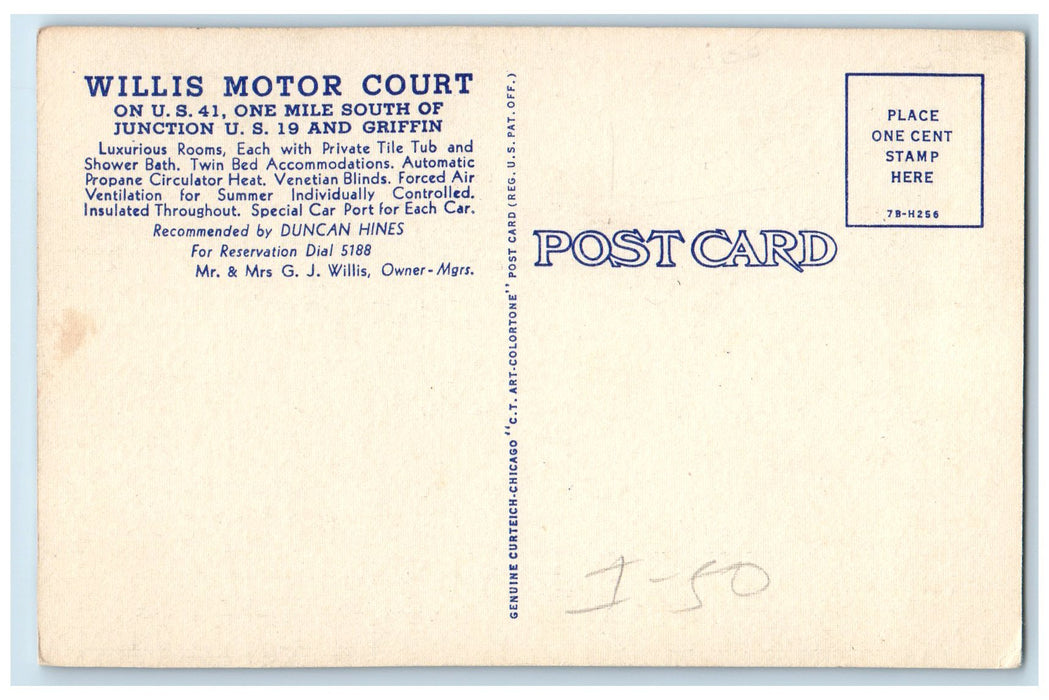 WILLIS MOTOR COURT
ON U. S. 41, ONE MILE SOUTH OF
JUNCTION U. S. 19 AND GRIFFIN
Luxurious Rooms, Each with Private Tile Tub and
Shower Bath. Twin Bed Accommodations. Automatic
Propane Circulator Heat. Venetian Blinds. Forced Air
Ventilation for Summer Individually Controlled.
Insulated Throughout. Special Car Port for Each Car.
Recommended by DUNCAN HINES
For Reservation Dial 5188
Mr. & Mrs G. J. Willis, Owner-Mgrs.
GENUINE CURTEICH-CHICAGO "C.T. ART-COLORTONE" POST CARD (REG. U.S. PAT. OFF.)
POST CARD
PLACE
ONE CENT
STAMP
HERE
7B-H256
I-50